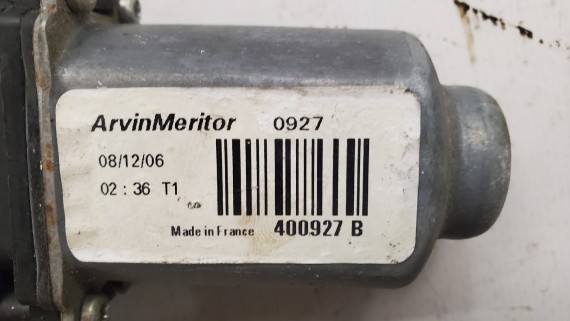 ArvinMeritor 0927
08/12/06
02 : 36 T1
Made in France 400927 B